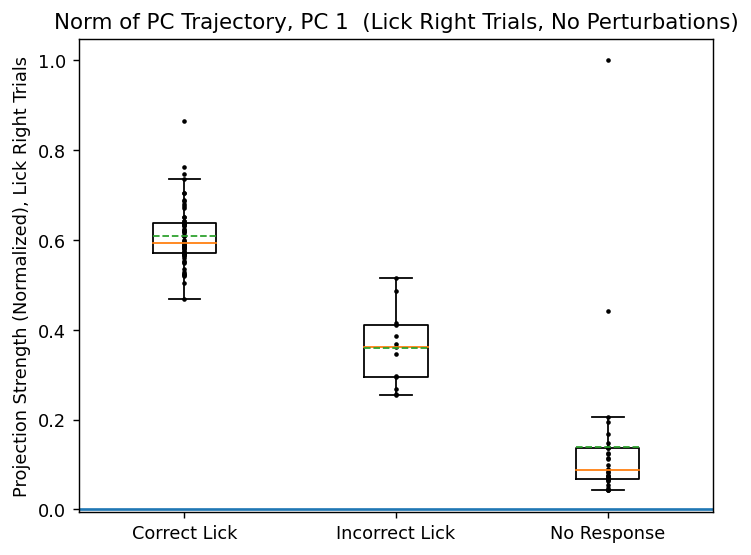 Norm of PC Trajectory, PC 1  (Lick Right Trials, No Perturbations)
Projection Strength (Normalized), Lick Right Trials
1.0
0.8
0.6
0.4
0.2
0.0
Correct Lick
Incorrect Lick
No Response